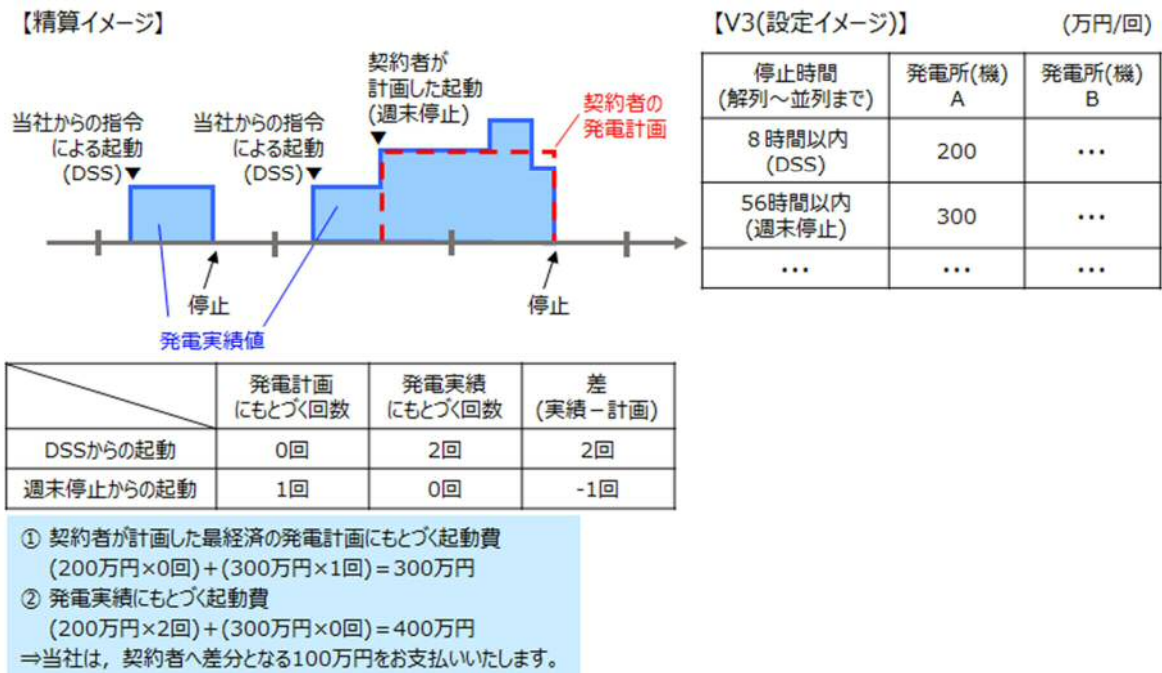 【精算イメージ】
契約者が
計画した起動
(週末停止)
▼
契約者の
発電計画
当社からの指令
による起動
(DSS)▼
当社からの指令
による起動
(DSS)▼
停止
停止
発電実績値
【V3(設定イメージ)】 (万円/回)
停止時間
(解列～並列まで)
発電所(機)
A
発電所(機)
B
8時間以内
(DSS)
200
…
56時間以内
(週末停止)
300
…
… … …
発電計画
にもとづく回数
発電実績
にもとづく回数
差
(実績－計画)
DSSからの起動 0回 2回 2回
週末停止からの起動 1回 0回 -1回
① 契約者が計画した最経済の発電計画にもとづく起動費
(200万円×0回)+(300万円×1回)=300万円
② 発電実績にもとづく起動費
(200万円×2回)+(300万円×0回)=400万円
⇒当社は，契約者へ差分となる100万円をお支払いいたします。